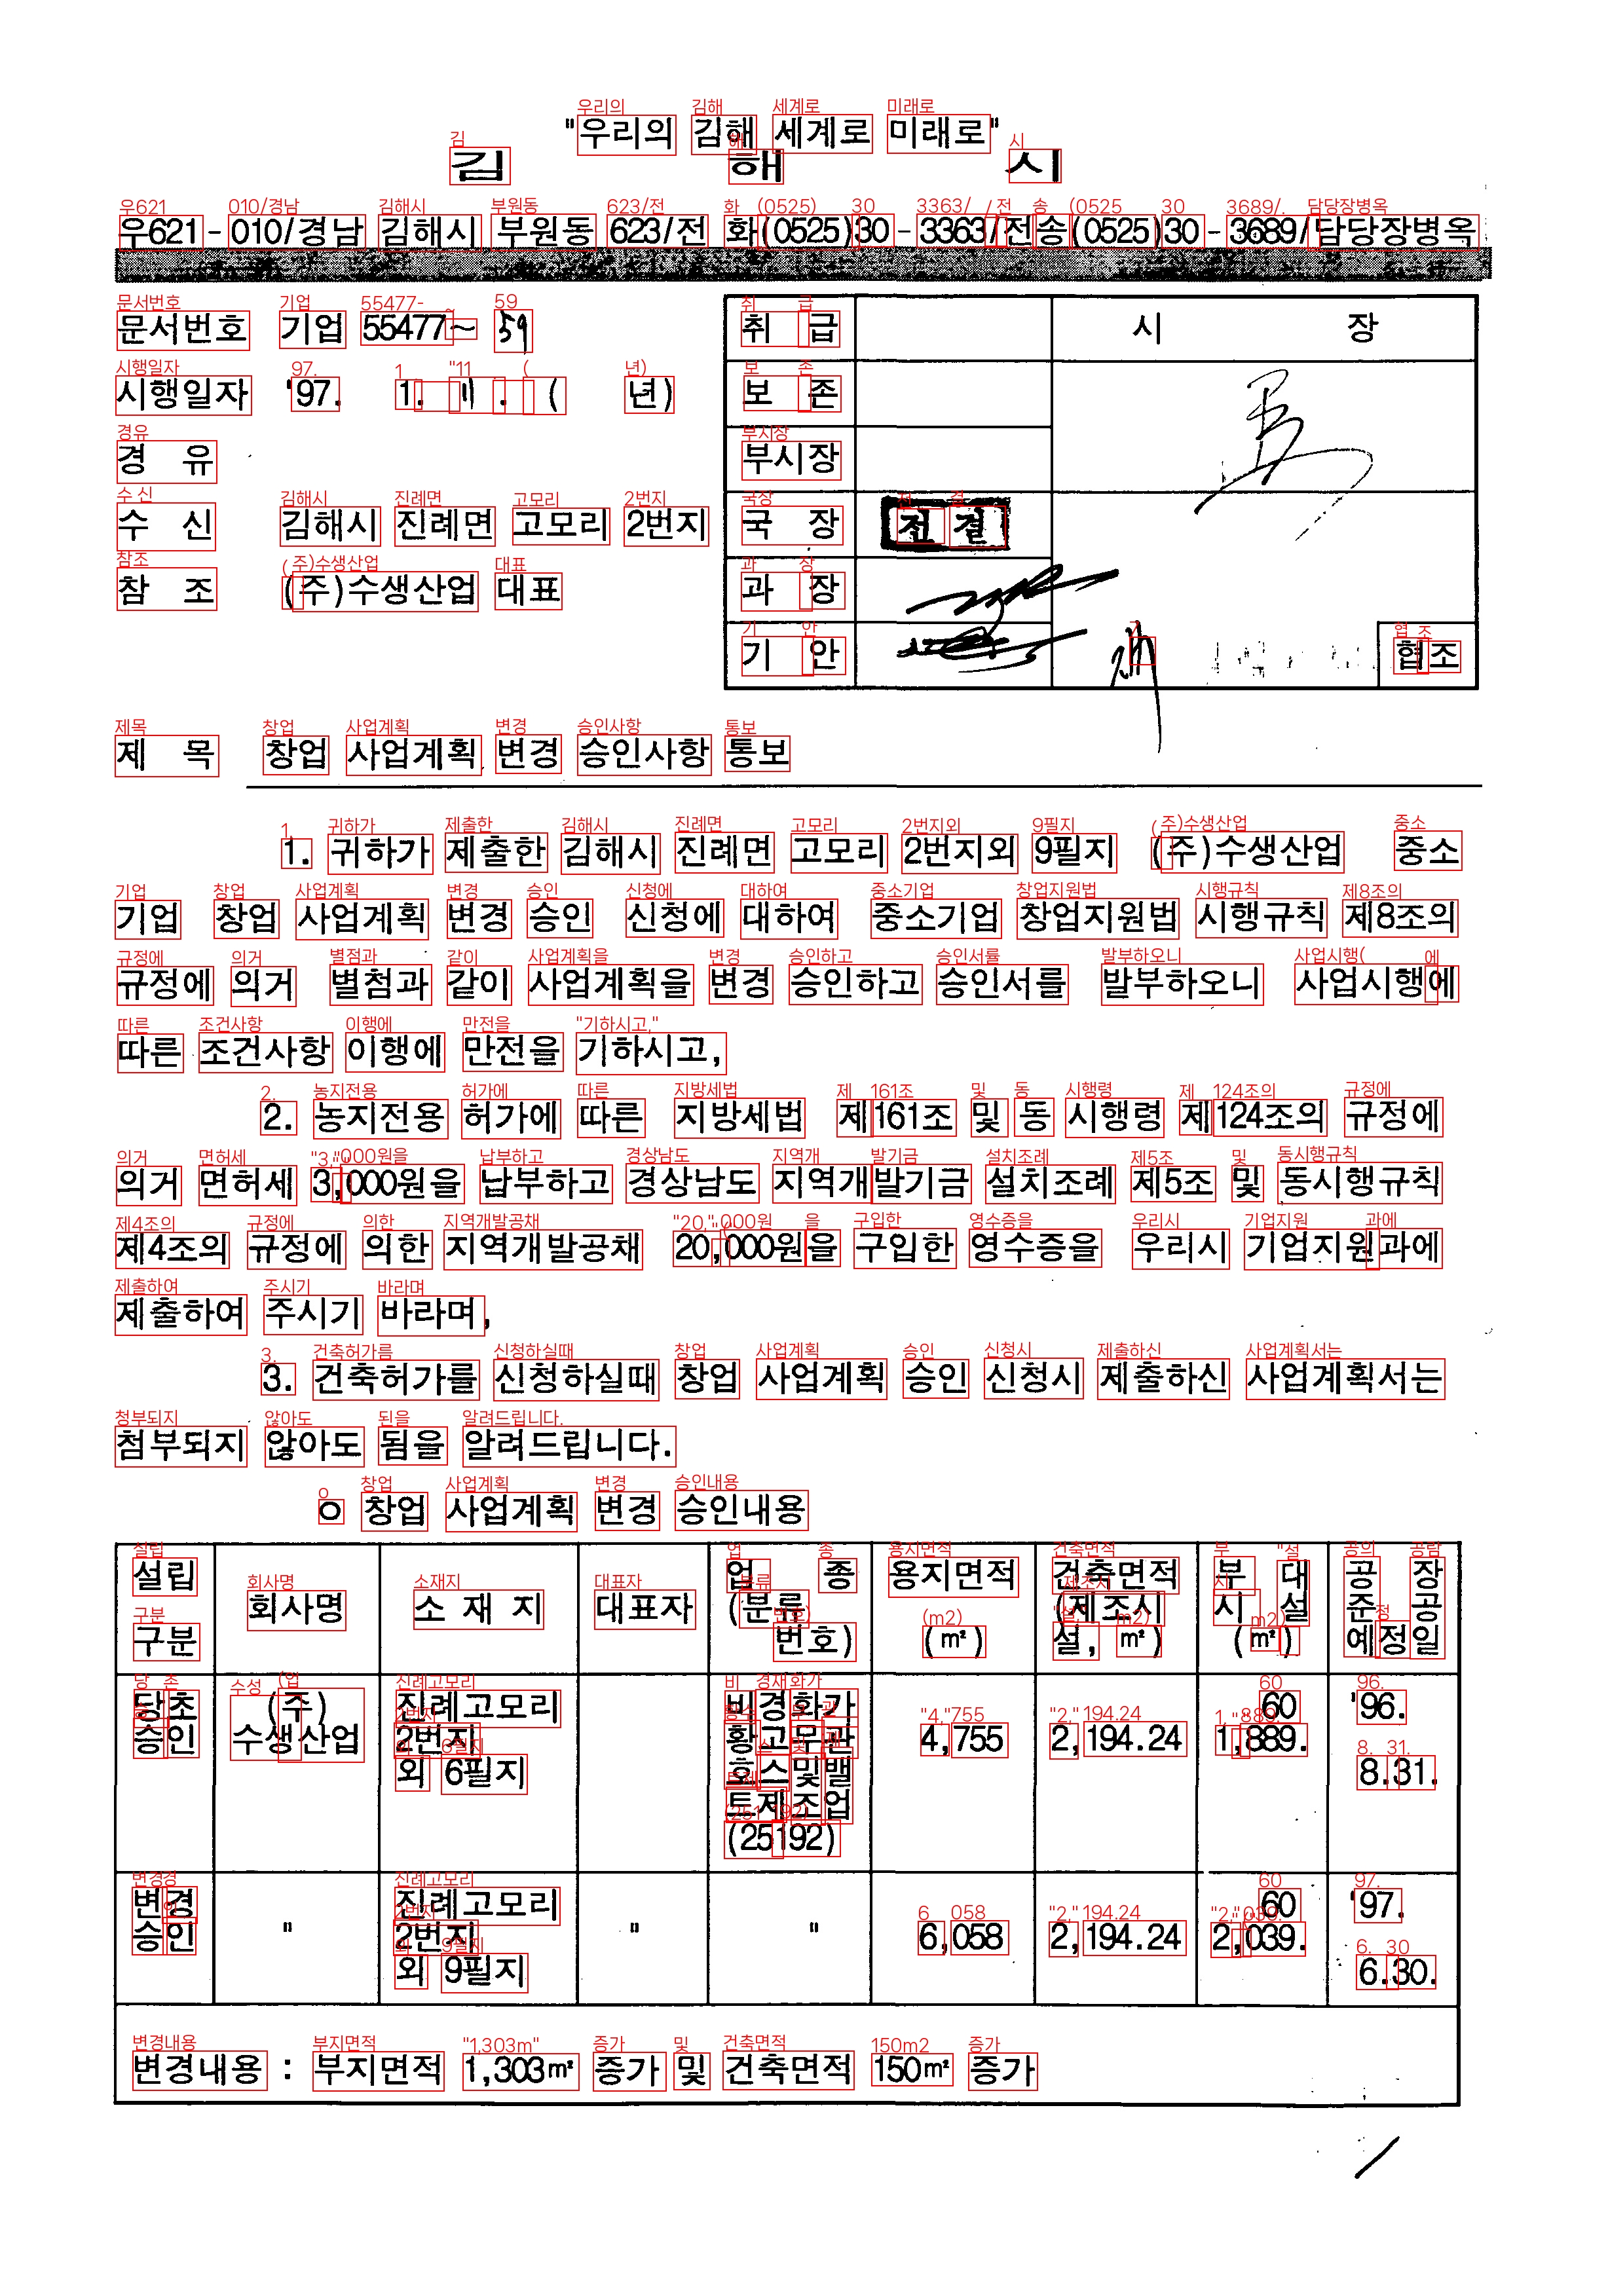 "우리의 김해 세계로 미래로"
김 해 시
우621-010/경남 김해시 부원동 623/전 화(0525)30-3363/전송(0525)30-3689/담당장병옥
문서번호 기업 55477~59
시행일자 '97. 1. 11. ( 년)
경 유
수 신 김해시 진례면 고모리 2번지
참 조 (주)수생산업 대표
취 급 시 장
보 존
부시장
국 장 전결
과 장
기 안 협조
제 목 창업 사업계획 변경 승인사항 통보
1. 귀하가 제출한 김해시 진례면 고모리 2번지외 9필지 (주)수생산업 중소
기업 창업 사업계획 변경 승인 신청에 대하여 중소기업 창업지원법 시행규칙 제8조의
규정에 의거 별첨과 같이 사업계획을 변경 승인하고 승인서를 발부하오니 사업시행에
따른 조건사항 이행에 만전을 기하시고,
2. 농지전용 허가에 따른 지방세법 제161조 및 동 시행령 제124조의 규정에
의거 면허세 3,000원을 납부하고 경상남도 지역개발기금 설치조례 제5조 및 동시행규칙
제4조의 규정에 의한 지역개발공채 20,000원을 구입한 영수증을 우리시 기업지원과에
제출하여 주시기 바라며,
3. 건축허가를 신청하실때 창업 사업계획 승인 신청시 제출하신 사업계획서는
첨부되지 않아도 됨을 알려드립니다.
ㅇ 창업 사업계획 변경 승인내용
설립 구분 회사명 소 재 지 대표자 업 종 (분류 번호) 용지면적 (㎡) 건축면적 (제조시설, ㎡) 부대시설 (㎡) 공장준공예정일
당초 승인 (주)수생산업 진례고모리 2번지 외 6필지 비경화가황고무관호스및밸트제조업 (25192) 4,755 2,194.24 60 1,889. '96. 8.31.
변경 승인 " 진례고모리 2번지 외 9필지 " " 6,058 2,194.24 60 2,039. '97. 6.30.
변경내용 : 부지면적 1,303㎡ 증가 및 건축면적 150㎡ 증가